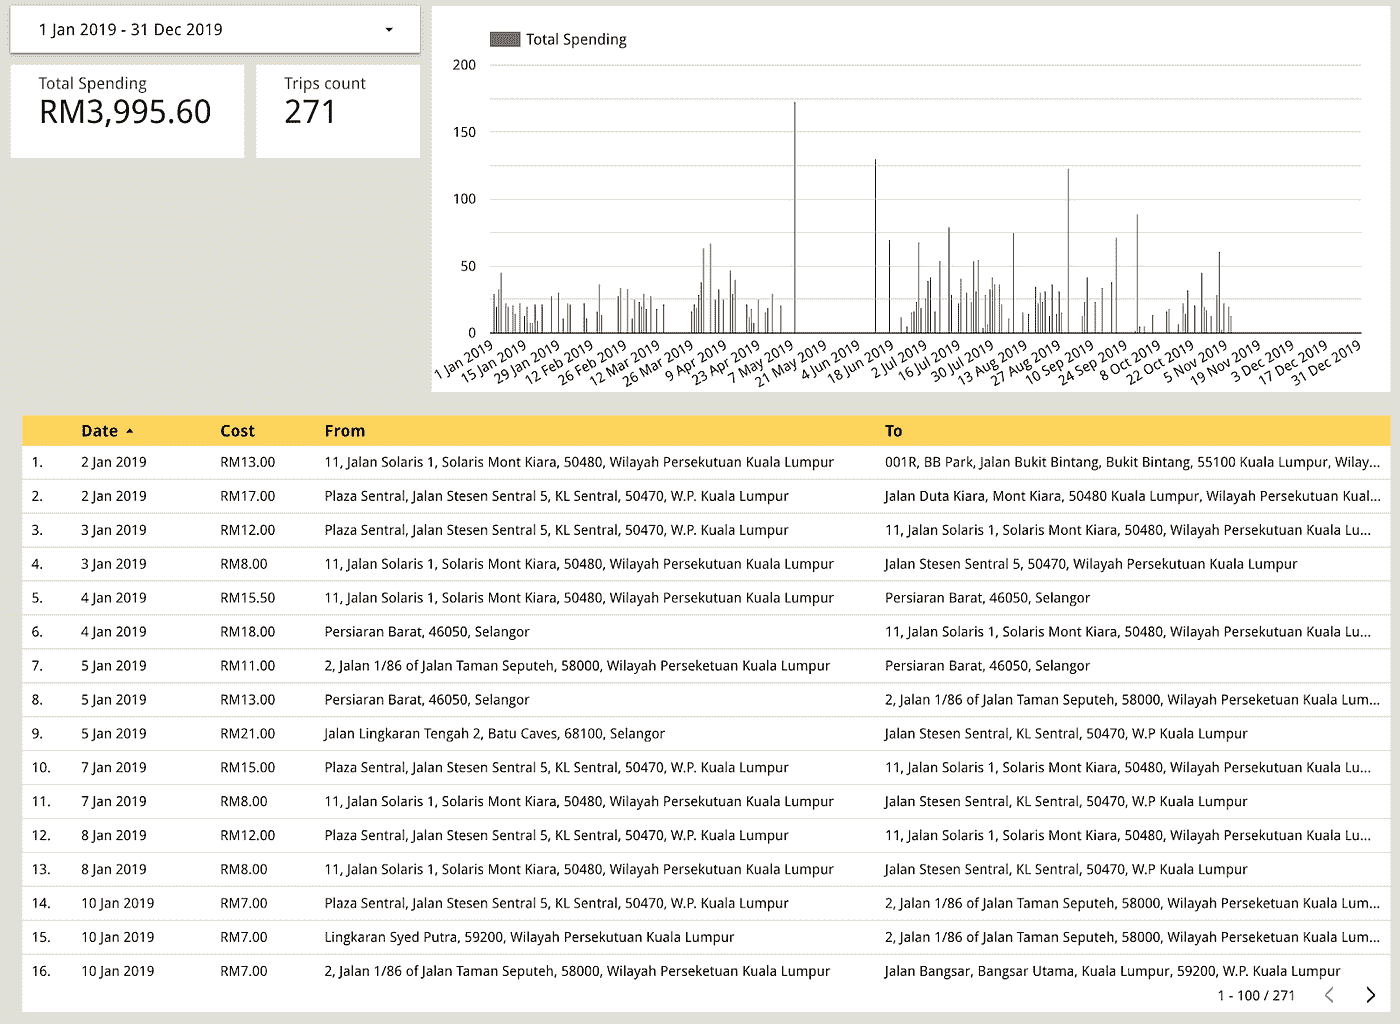 1 Jan 2019 - 31 Dec 2019
Total Spending
RM3,995.60
Trips count
271
Total Spending
200
150
100
50
0
1 Jan 2019
15 Jan 2019
29 Jan 2019
12 Feb 2019
26 Feb 2019
12 Mar 2019
26 Mar 2019
9 Apr 2019
23 Apr 2019
7 May 2019
21 May 2019
4 Jun 2019
18 Jun 2019
2 Jul 2019
16 Jul 2019
30 Jul 2019
13 Aug 2019
27 Aug 2019
10 Sep 2019
24 Sep 2019
8 Oct 2019
22 Oct 2019
5 Nov 2019
19 Nov 2019
3 Dec 2019
17 Dec 2019
31 Dec 2019
Date Cost From To
1. 2 Jan 2019 RM13.00 11, Jalan Solaris 1, Solaris Mont Kiara, 50480, Wilayah Persekutuan Kuala Lumpur 001R, BB Park, Jalan Bukit Bintang, Bukit Bintang, 55100 Kuala Lumpur, Wilay...
2. 2 Jan 2019 RM17.00 Plaza Sentral, Jalan Stesen Sentral 5, KL Sentral, 50470, W.P. Kuala Lumpur Jalan Duta Kiara, Mont Kiara, 50480 Kuala Lumpur, Wilayah Persekutuan Kual...
3. 3 Jan 2019 RM12.00 Plaza Sentral, Jalan Stesen Sentral 5, KL Sentral, 50470, W.P. Kuala Lumpur 11, Jalan Solaris 1, Solaris Mont Kiara, 50480, Wilayah Persekutuan Kuala Lu...
4. 3 Jan 2019 RM8.00 11, Jalan Solaris 1, Solaris Mont Kiara, 50480, Wilayah Persekutuan Kuala Lumpur Jalan Stesen Sentral 5, 50470, Wilayah Persekutuan Kuala Lumpur
5. 4 Jan 2019 RM15.50 11, Jalan Solaris 1, Solaris Mont Kiara, 50480, Wilayah Persekutuan Kuala Lumpur Persiaran Barat, 46050, Selangor
6. 4 Jan 2019 RM18.00 Persiaran Barat, 46050, Selangor 11, Jalan Solaris 1, Solaris Mont Kiara, 50480, Wilayah Persekutuan Kuala Lu...
7. 5 Jan 2019 RM11.00 2, Jalan 1/86 of Jalan Taman Seputeh, 58000, Wilayah Perseketuan Kuala Lumpur Persiaran Barat, 46050, Selangor
8. 5 Jan 2019 RM13.00 Persiaran Barat, 46050, Selangor 2, Jalan 1/86 of Jalan Taman Seputeh, 58000, Wilayah Perseketuan Kuala Lum...
9. 5 Jan 2019 RM21.00 Jalan Lingkaran Tengah 2, Batu Caves, 68100, Selangor Jalan Stesen Sentral, KL Sentral, 50470, W.P Kuala Lumpur
10. 7 Jan 2019 RM15.00 Plaza Sentral, Jalan Stesen Sentral 5, KL Sentral, 50470, W.P. Kuala Lumpur 11, Jalan Solaris 1, Solaris Mont Kiara, 50480, Wilayah Persekutuan Kuala Lu...
11. 7 Jan 2019 RM8.00 11, Jalan Solaris 1, Solaris Mont Kiara, 50480, Wilayah Persekutuan Kuala Lumpur Jalan Stesen Sentral, KL Sentral, 50470, W.P Kuala Lumpur
12. 8 Jan 2019 RM12.00 Plaza Sentral, Jalan Stesen Sentral 5, KL Sentral, 50470, W.P. Kuala Lumpur 11, Jalan Solaris 1, Solaris Mont Kiara, 50480, Wilayah Persekutuan Kuala Lu...
13. 8 Jan 2019 RM8.00 11, Jalan Solaris 1, Solaris Mont Kiara, 50480, Wilayah Persekutuan Kuala Lumpur Jalan Stesen Sentral, KL Sentral, 50470, W.P Kuala Lumpur
14. 10 Jan 2019 RM7.00 Plaza Sentral, Jalan Stesen Sentral 5, KL Sentral, 50470, W.P. Kuala Lumpur 2, Jalan 1/86 of Jalan Taman Seputeh, 58000, Wilayah Perseketuan Kuala Lum...
15. 10 Jan 2019 RM7.00 Lingkaran Syed Putra, 59200, Wilayah Persekutuan Kuala Lumpur 2, Jalan 1/86 of Jalan Taman Seputeh, 58000, Wilayah Perseketuan Kuala Lum...
16. 10 Jan 2019 RM7.00 2, Jalan 1/86 of Jalan Taman Seputeh, 58000, Wilayah Perseketuan Kuala Lumpur Jalan Bangsar, Bangsar Utama, Kuala Lumpur, 59200, W.P. Kuala Lumpur
1 - 100 / 271